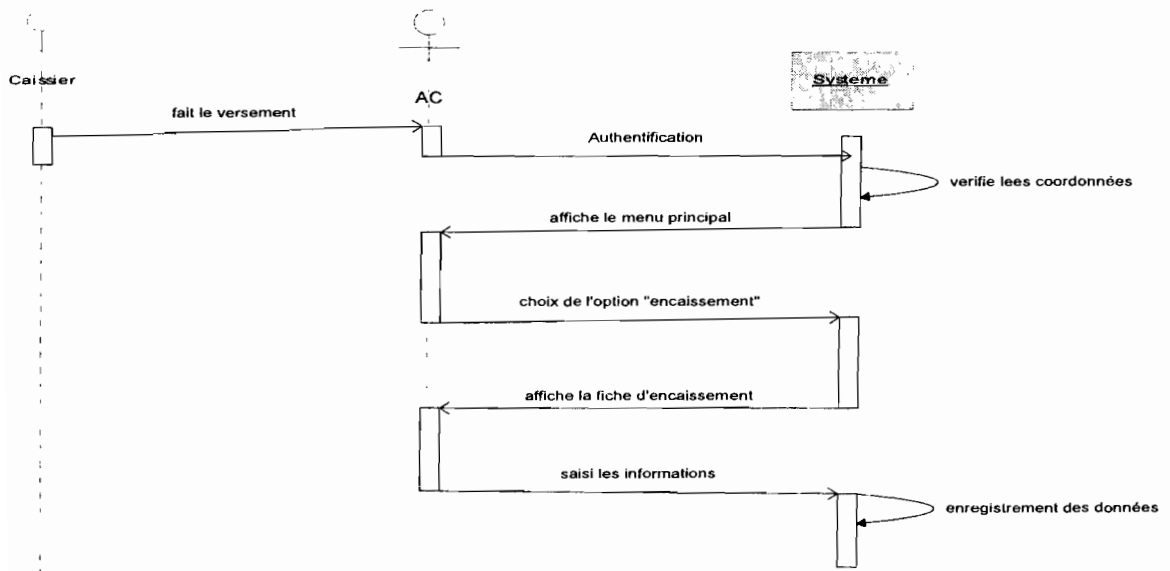 Caissier
AC
Système
fait le versement
Authentification
verifie lees coordonnées
affiche le menu principal
choix de l'option "encaissement"
affiche la fiche d'encaissement
saisi les informations
enregistrement des données